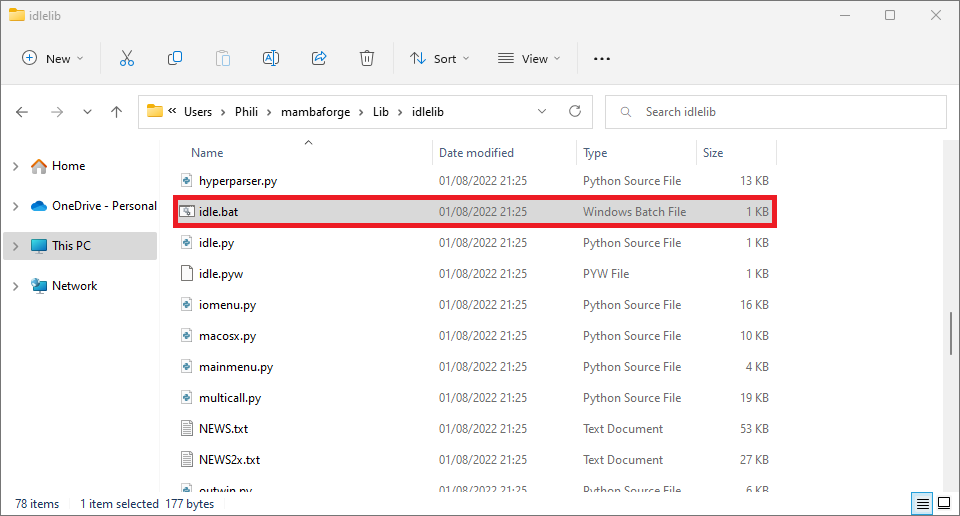 idlelib
New
Sort
View
Users
Phili
mambaforge
Lib
idlelib
Search idlelib
Home
OneDrive - Personal
This PC
Network
Name Date modified Type Size
hyperparser.py 01/08/2022 21:25 Python Source File 13 KB
idle.bat 01/08/2022 21:25 Windows Batch File 1 KB
idle.py 01/08/2022 21:25 Python Source File 1 KB
idle.pyw 01/08/2022 21:25 PYW File 1 KB
iomenu.py 01/08/2022 21:25 Python Source File 16 KB
macosx.py 01/08/2022 21:25 Python Source File 10 KB
mainmenu.py 01/08/2022 21:25 Python Source File 4 KB
multicall.py 01/08/2022 21:25 Python Source File 19 KB
NEWS.txt 01/08/2022 21:25 Text Document 53 KB
NEWS2x.txt 01/08/2022 21:25 Text Document 27 KB
outwin.py 01/08/2022 21:25 Python Source File 6 KB
78 items 1 item selected 177 bytes